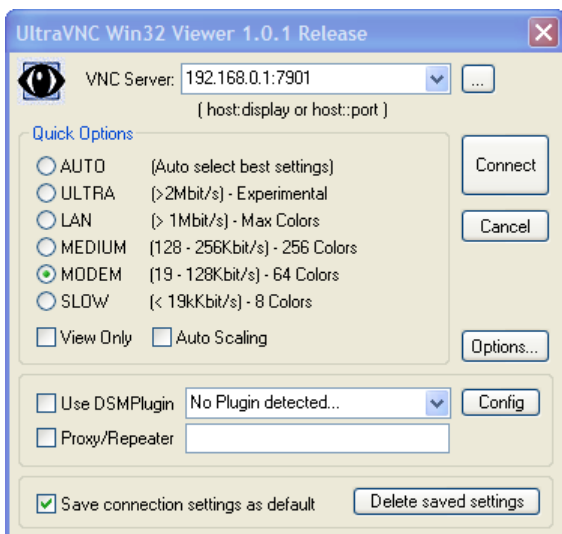 UltraVNC Win32 Viewer 1.0.1 Release
VNC Server: 192.168.0.1:7901 ...
( host:display or host::port )
Quick Options
AUTO (Auto select best settings)
ULTRA (>2Mbit/s) - Experimental
LAN (> 1Mbit/s) - Max Colors
MEDIUM (128 - 256Kbit/s) - 256 Colors
MODEM (19 - 128Kbit/s) - 64 Colors
SLOW (< 19kKbit/s) - 8 Colors
View Only Auto Scaling
Connect
Cancel
Options...
Use DSMPlugin No Plugin detected... Config
Proxy/Repeater
Save connection settings as default Delete saved settings